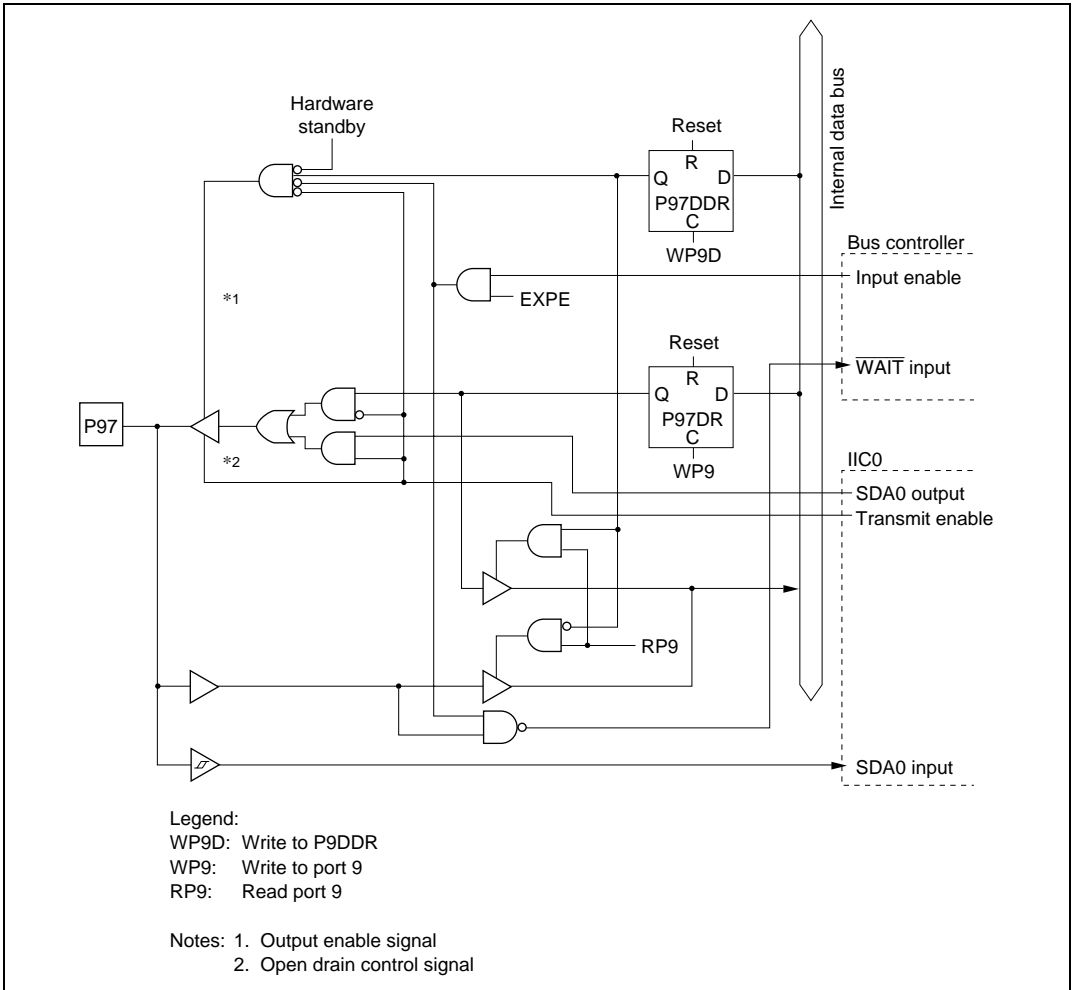 Hardware
standby
Reset
R
Q D
P97DDR
C
WP9D
Internal data bus
Bus controller
Input enable
EXPE
*1
WAIT input
Reset
R
Q D
P97DR
C
WP9
P97
*2
IIC0
SDA0 output
Transmit enable
RP9
SDA0 input
Legend:
WP9D: Write to P9DDR
WP9: Write to port 9
RP9: Read port 9
Notes: 1. Output enable signal
2. Open drain control signal